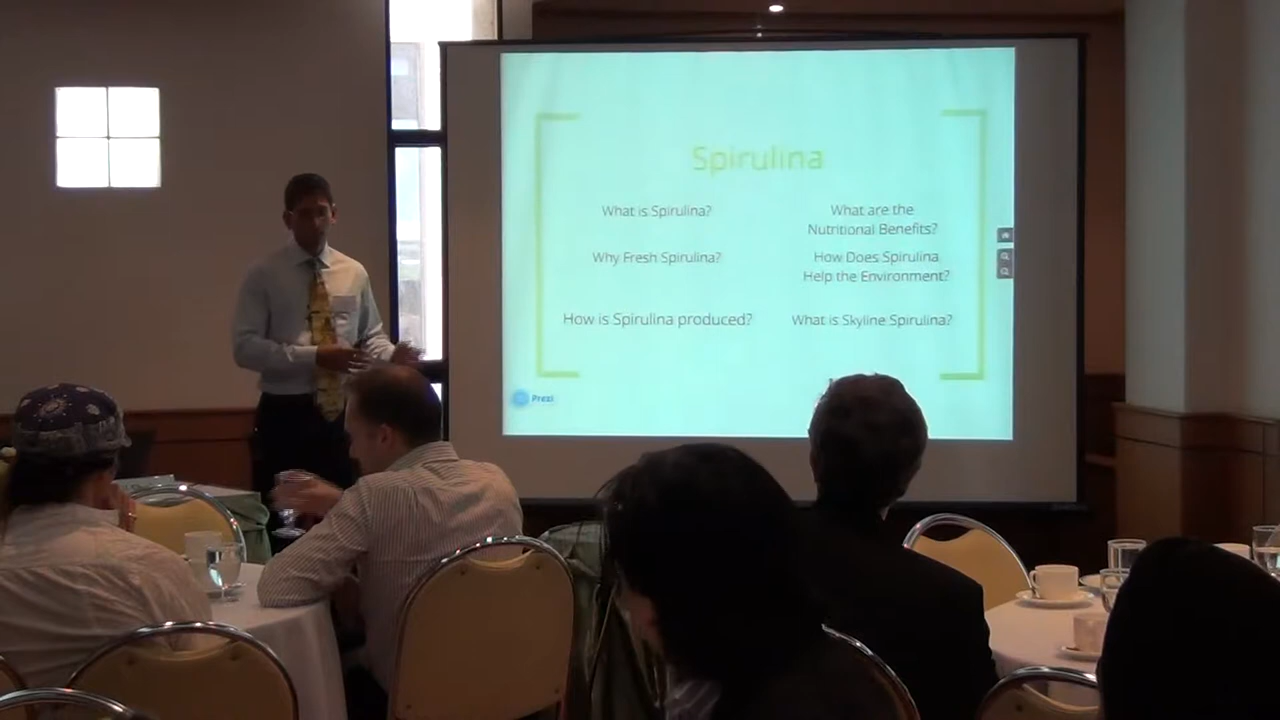 Spirulina
What is Spirulina?
Why Fresh Spirulina?
How is Spirulina produced?
What are the
Nutritional Benefits?
How Does Spirulina
Help the Environment?
What is Skyline Spirulina?
Prezi